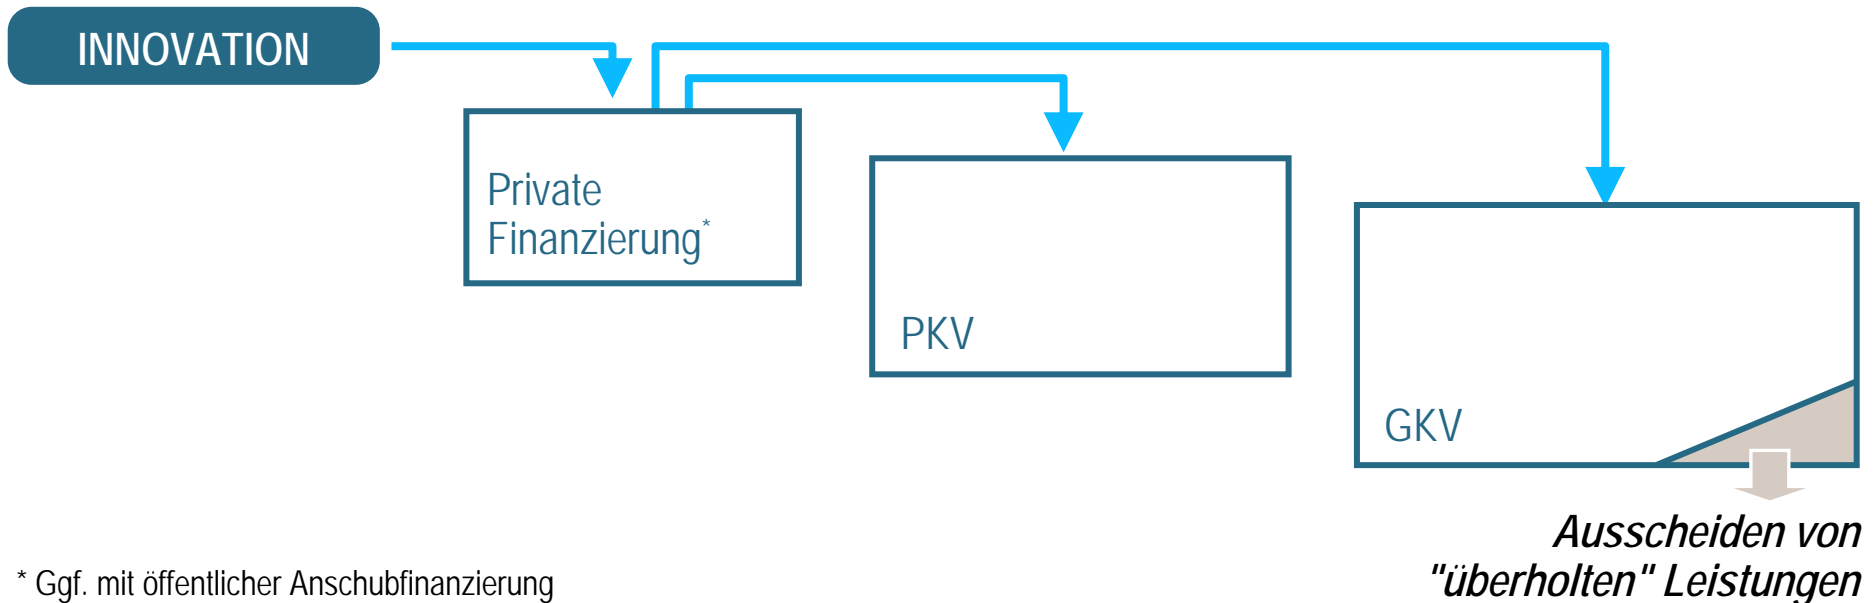 INNOVATION
Private
Finanzierung*
PKV
GKV
Ausscheiden von
"überholten" Leistungen
* Ggf. mit öffentlicher Anschubfinanzierung